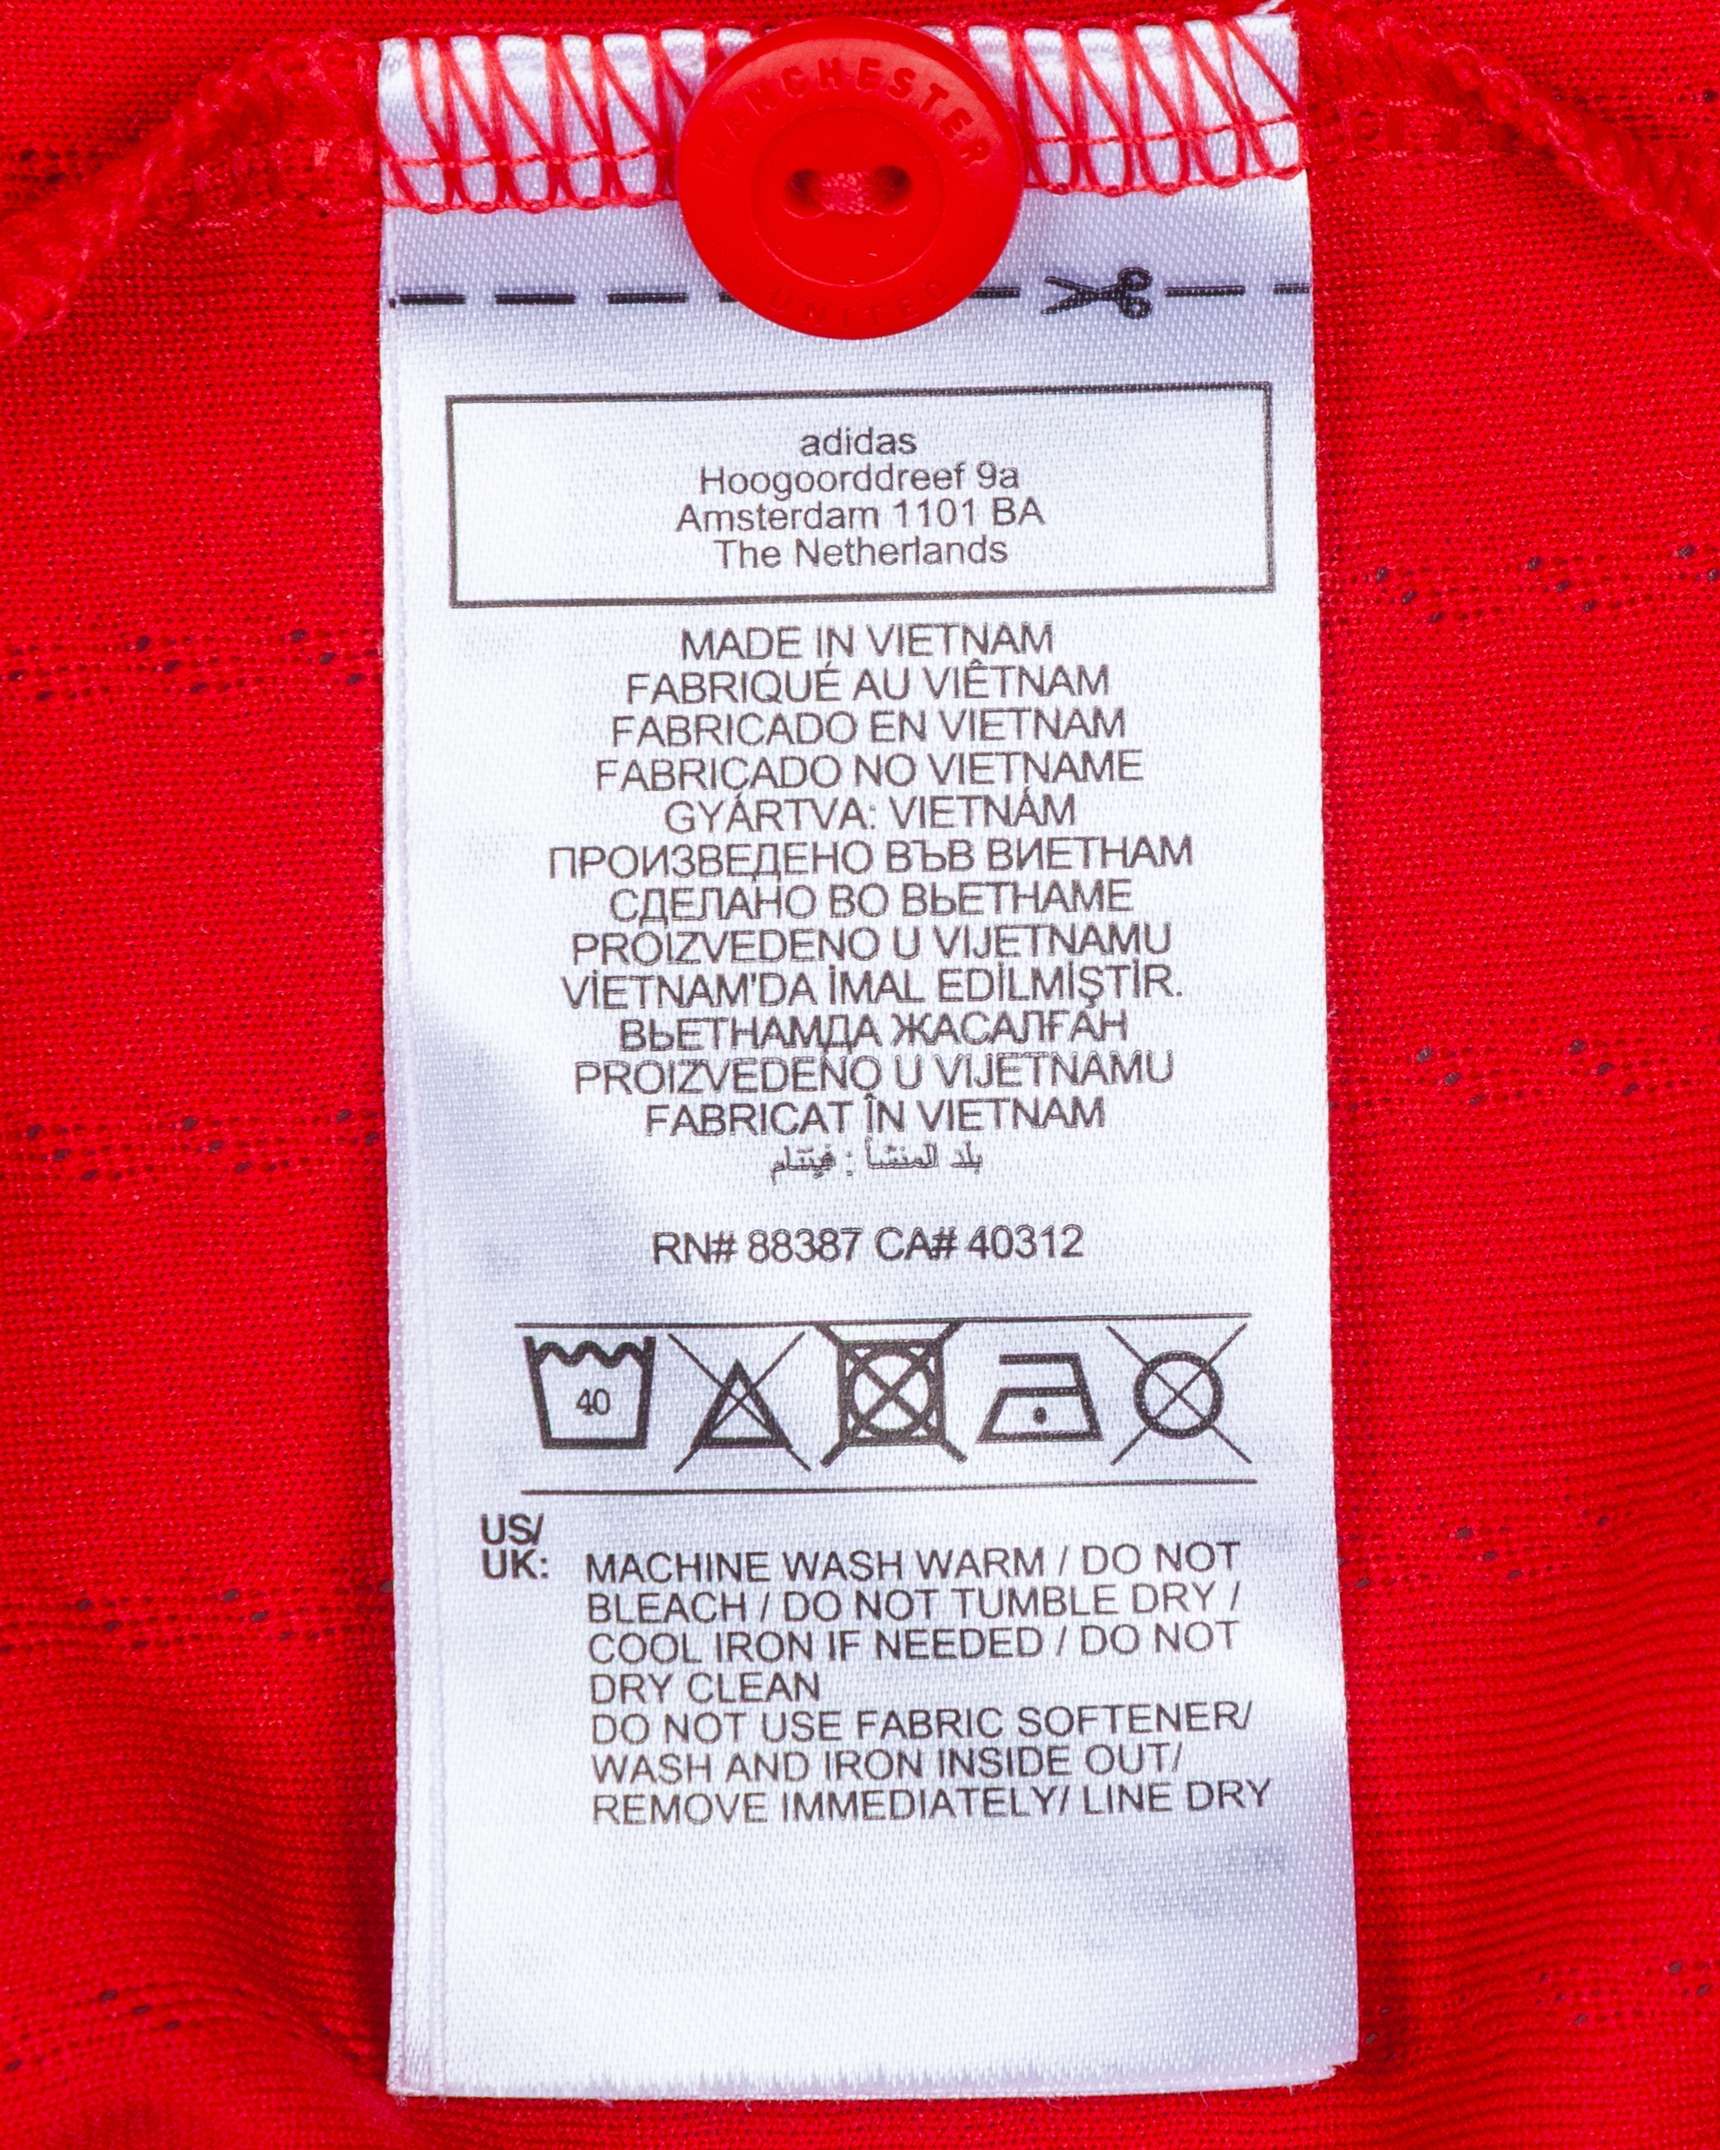 MANCHESTER
UNITED
adidas
Hoogoorddreef 9a
Amsterdam 1101 BA
The Netherlands
MADE IN VIETNAM
FABRIQUÉ AU VIÊTNAM
FABRICADO EN VIETNAM
FABRICADO NO VIETNAME
GYÁRTVA: VIETNÁM
ПРОИЗВЕДЕНО ВЪВ ВИЕТНАМ
СДЕЛАНО ВО ВЬЕТНАМЕ
PROIZVEDENO U VIJETNAMU
VİETNAM'DA İMAL EDİLMİŞTİR.
ВЬЕТНАМДА ЖАСАЛҒАН
PROIZVEDENO U VIJETNAMU
FABRICAT ÎN VIETNAM
بلد المنشأ : فيتنام
RN# 88387 CA# 40312
40
US/
UK: MACHINE WASH WARM / DO NOT
BLEACH / DO NOT TUMBLE DRY /
COOL IRON IF NEEDED / DO NOT
DRY CLEAN
DO NOT USE FABRIC SOFTENER/
WASH AND IRON INSIDE OUT/
REMOVE IMMEDIATELY/ LINE DRY